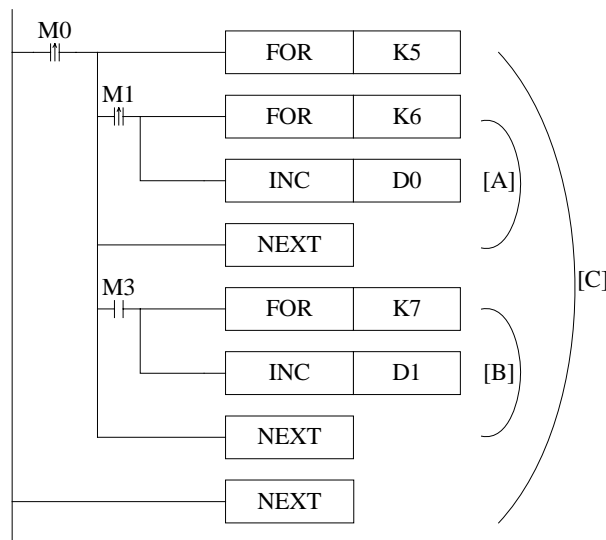 M0
FOR K5
M1
FOR K6
INC D0
[A]
NEXT
[C]
M3
FOR K7
INC D1
[B]
NEXT
NEXT